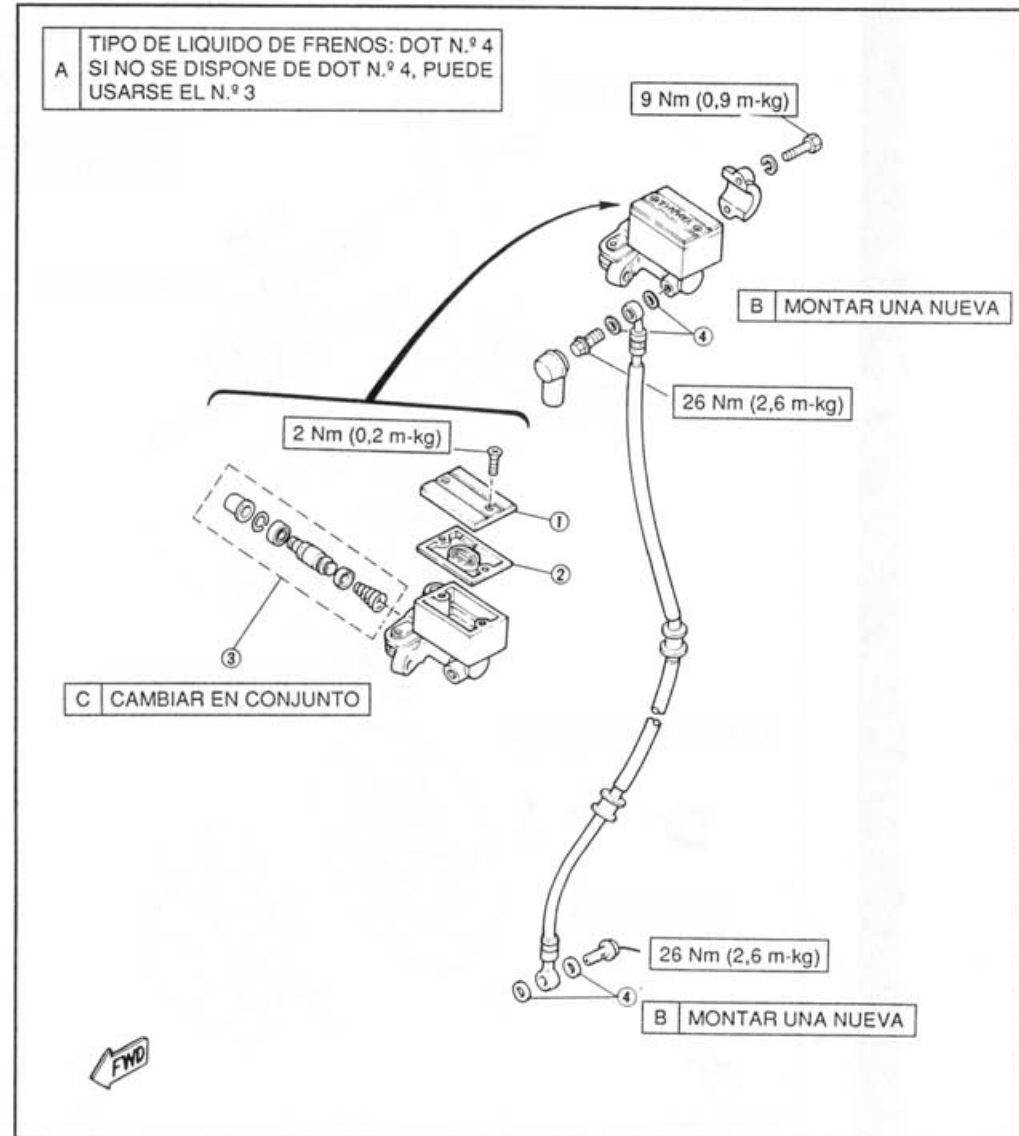 A
TIPO DE LIQUIDO DE FRENOS: DOT N.º 4
SI NO SE DISPONE DE DOT N.º 4, PUEDE
USARSE EL N.º 3
9 Nm (0,9 m-kg)
B MONTAR UNA NUEVA
④
26 Nm (2,6 m-kg)
2 Nm (0,2 m-kg)
①
②
③
C CAMBIAR EN CONJUNTO
26 Nm (2,6 m-kg)
④
B MONTAR UNA NUEVA
FWD